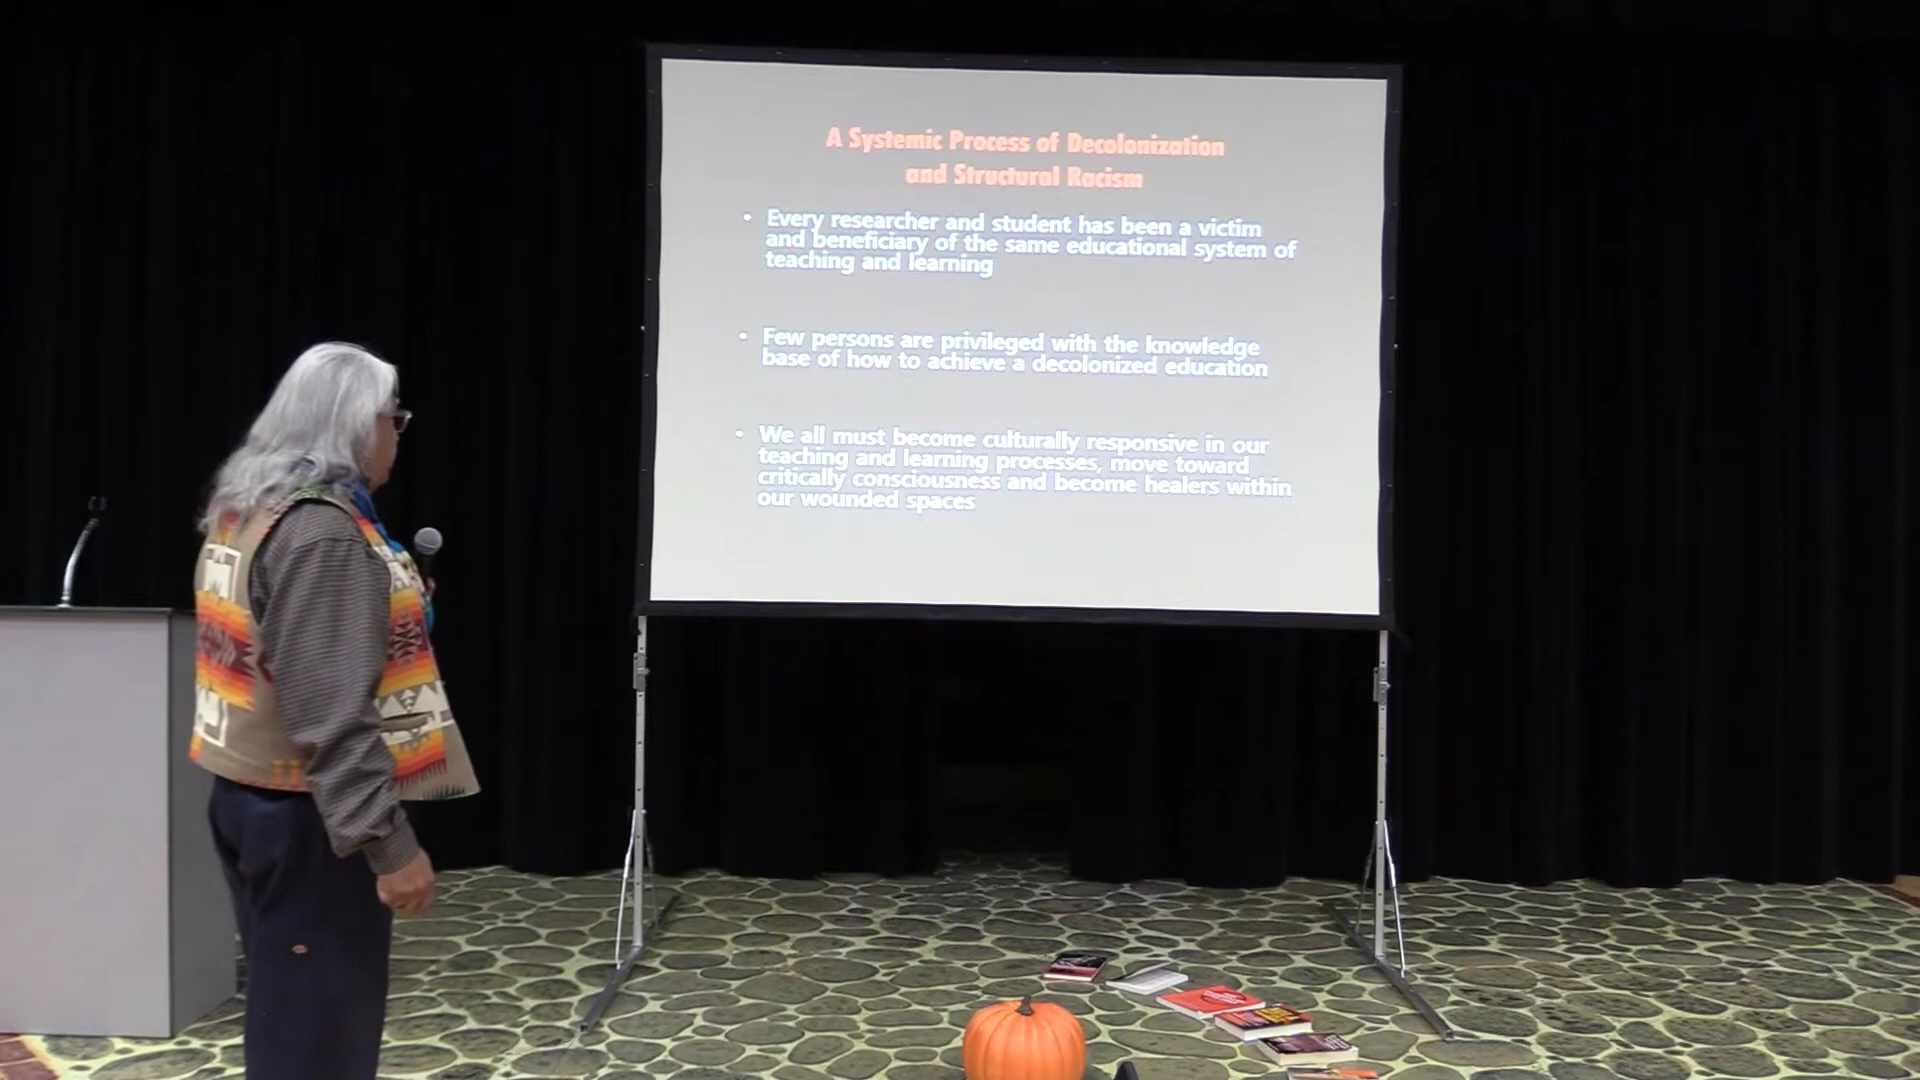 A Systemic Process of Decolonization
and Structural Racism
• Every researcher and student has been a victim
and beneficiary of the same educational system of
teaching and learning
• Few persons are privileged with the knowledge
base of how to achieve a decolonized education
• We all must become culturally responsive in our
teaching and learning processes, move toward
critically consciousness and become healers within
our wounded spaces